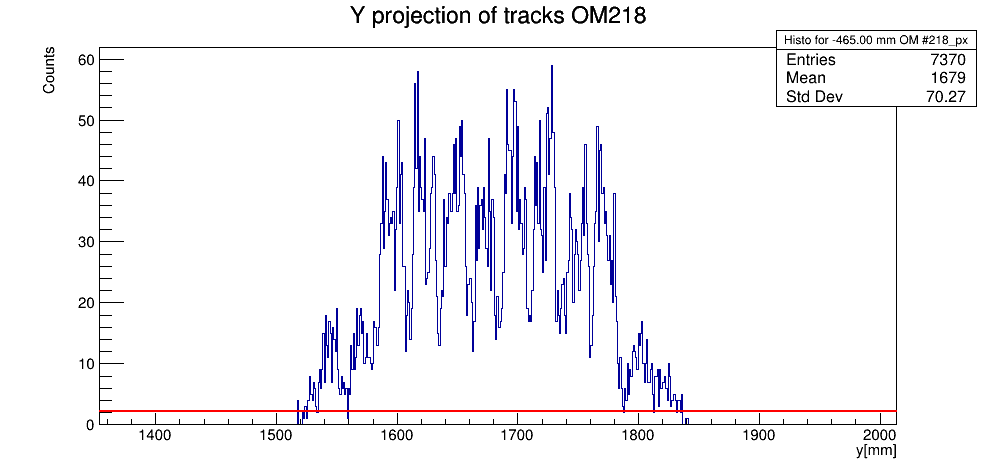 Y projection of tracks OM218
Histo for -465.00 mm OM #218_px
Entries 7370
Mean 1679
Std Dev 70.27
Counts
60
50
40
30
20
10
0
1400 1500 1600 1700 1800 1900 2000
y[mm]